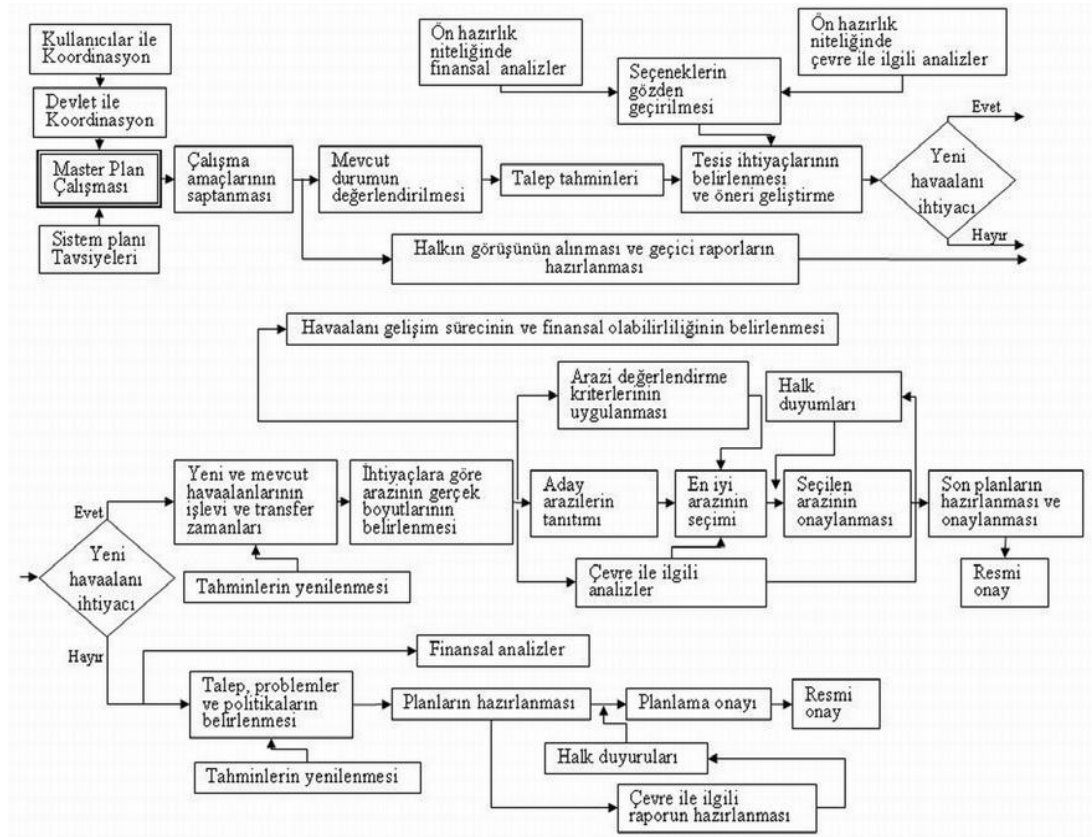 Kullanıcılar ile
Koordinasyon
Devlet ile
Koordinasyon
Master Plan
Çalışması
Sistem planı
Tavsiyeleri
Çalışma
amaçlarının
saptanması
Mevcut
durumun
değerlendirilmesi
Talep tahminleri
Ön hazırlık
niteliğinde
finansal analizler
Seçeneklerin
gözden
geçirilmesi
Ön hazırlık
niteliğinde
çevre ile ilgili analizler
Tesis ihtiyaçlarının
belirlenmesi
ve öneri geliştirme
Evet
Yeni
havaalanı
ihtiyacı
Hayır
Halkın görüşünün alınması ve geçici raporların
hazırlanması
Havaalanı gelişim sürecinin ve finansal olabilirliliğinin belirlenmesi
Arazi değerlendirme
kriterlerinin
uygulanması
Halk
duyumları
Evet
Yeni
havaalanı
ihtiyacı
Hayır
Yeni ve mevcut
havaalanlarının
işlevi ve transfer
zamanları
Tahminlerin yenilenmesi
İhtiyaçlara göre
arazinin gerçek
boyutlarının
belirlenmesi
Aday
arazilerin
tanıtımı
En iyi
arazinin
seçimi
Seçilen
arazinin
onaylanması
Son planların
hazırlanması ve
onaylanması
Çevre ile ilgili
analizler
Resmi
onay
Finansal analizler
Talep, problemler
ve politikaların
belirlenmesi
Tahminlerin yenilenmesi
Planların hazırlanması
Planlama onayı
Resmi
onay
Halk duyuruları
Çevre ile ilgili
raporun hazırlanması